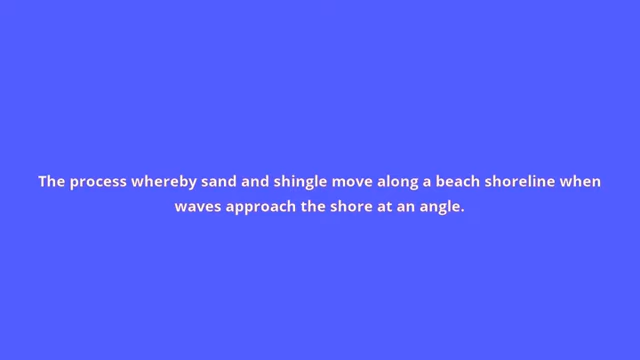 The process whereby sand and shingle move along a beach shoreline when
waves approach the shore at an angle.